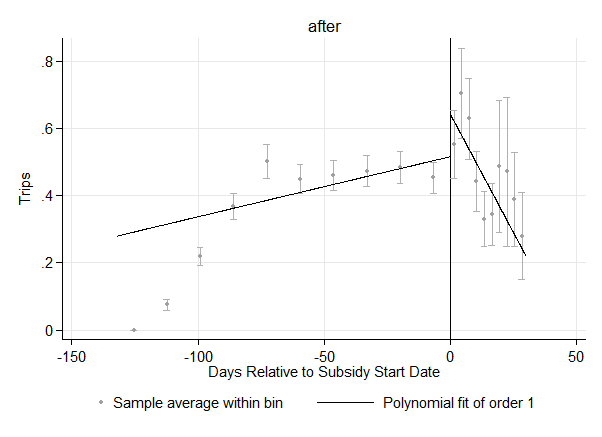 after
.8
.6
.4
.2
0
Trips
-150
-100
-50
0
50
Days Relative to Subsidy Start Date
Sample average within bin
Polynomial fit of order 1